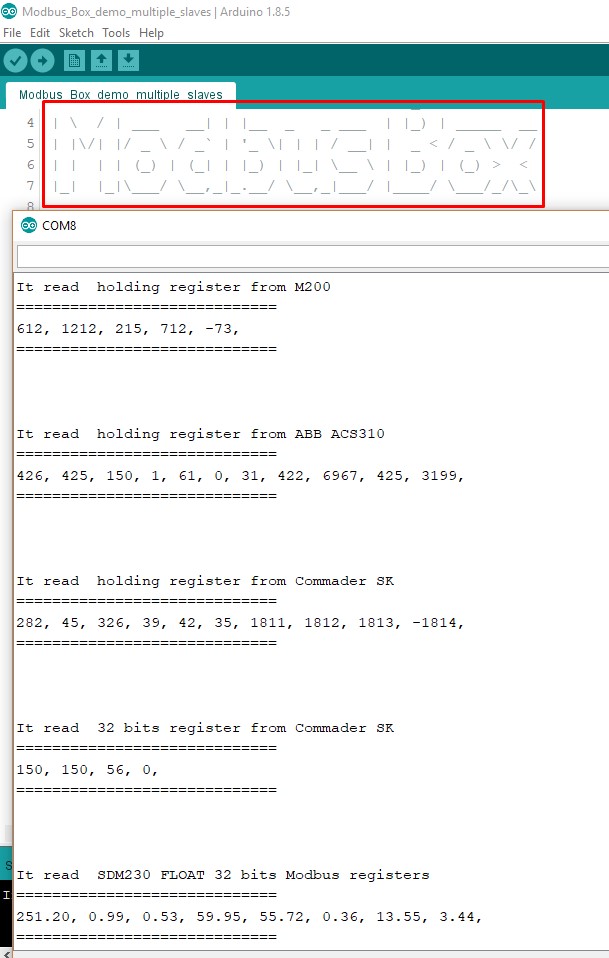 Modbus_Box_demo_multiple_slaves | Arduino 1.8.5
File Edit Sketch Tools Help
Modbus_Box_demo_multiple_slaves
4 | \  / | ___   __| | |__  _   _ ___  | |_) | _____  __
5 | |\/| |/ _ \ / _` | '_ \| | | / __| |  _ < / _ \ \/ /
6 | |  | | (_) | (_| | |_) | |_| \__ \ | |_) | (_) >  <
7 |_|  |_|\___/ \__,_|_.__/ \__,_|___/ |____/ \___/_/\_\
8
COM8
It read  holding register from M200
=============================
612, 1212, 215, 712, -73,
=============================
It read  holding register from ABB ACS310
=============================
426, 425, 150, 1, 61, 0, 31, 422, 6967, 425, 3199,
=============================
It read  holding register from Commader SK
=============================
282, 45, 326, 39, 42, 35, 1811, 1812, 1813, -1814,
=============================
It read  32 bits register from Commader SK
=============================
150, 150, 56, 0,
=============================
It read  SDM230 FLOAT 32 bits Modbus registers
=============================
251.20, 0.99, 0.53, 59.95, 55.72, 0.36, 13.55, 3.44,
=============================